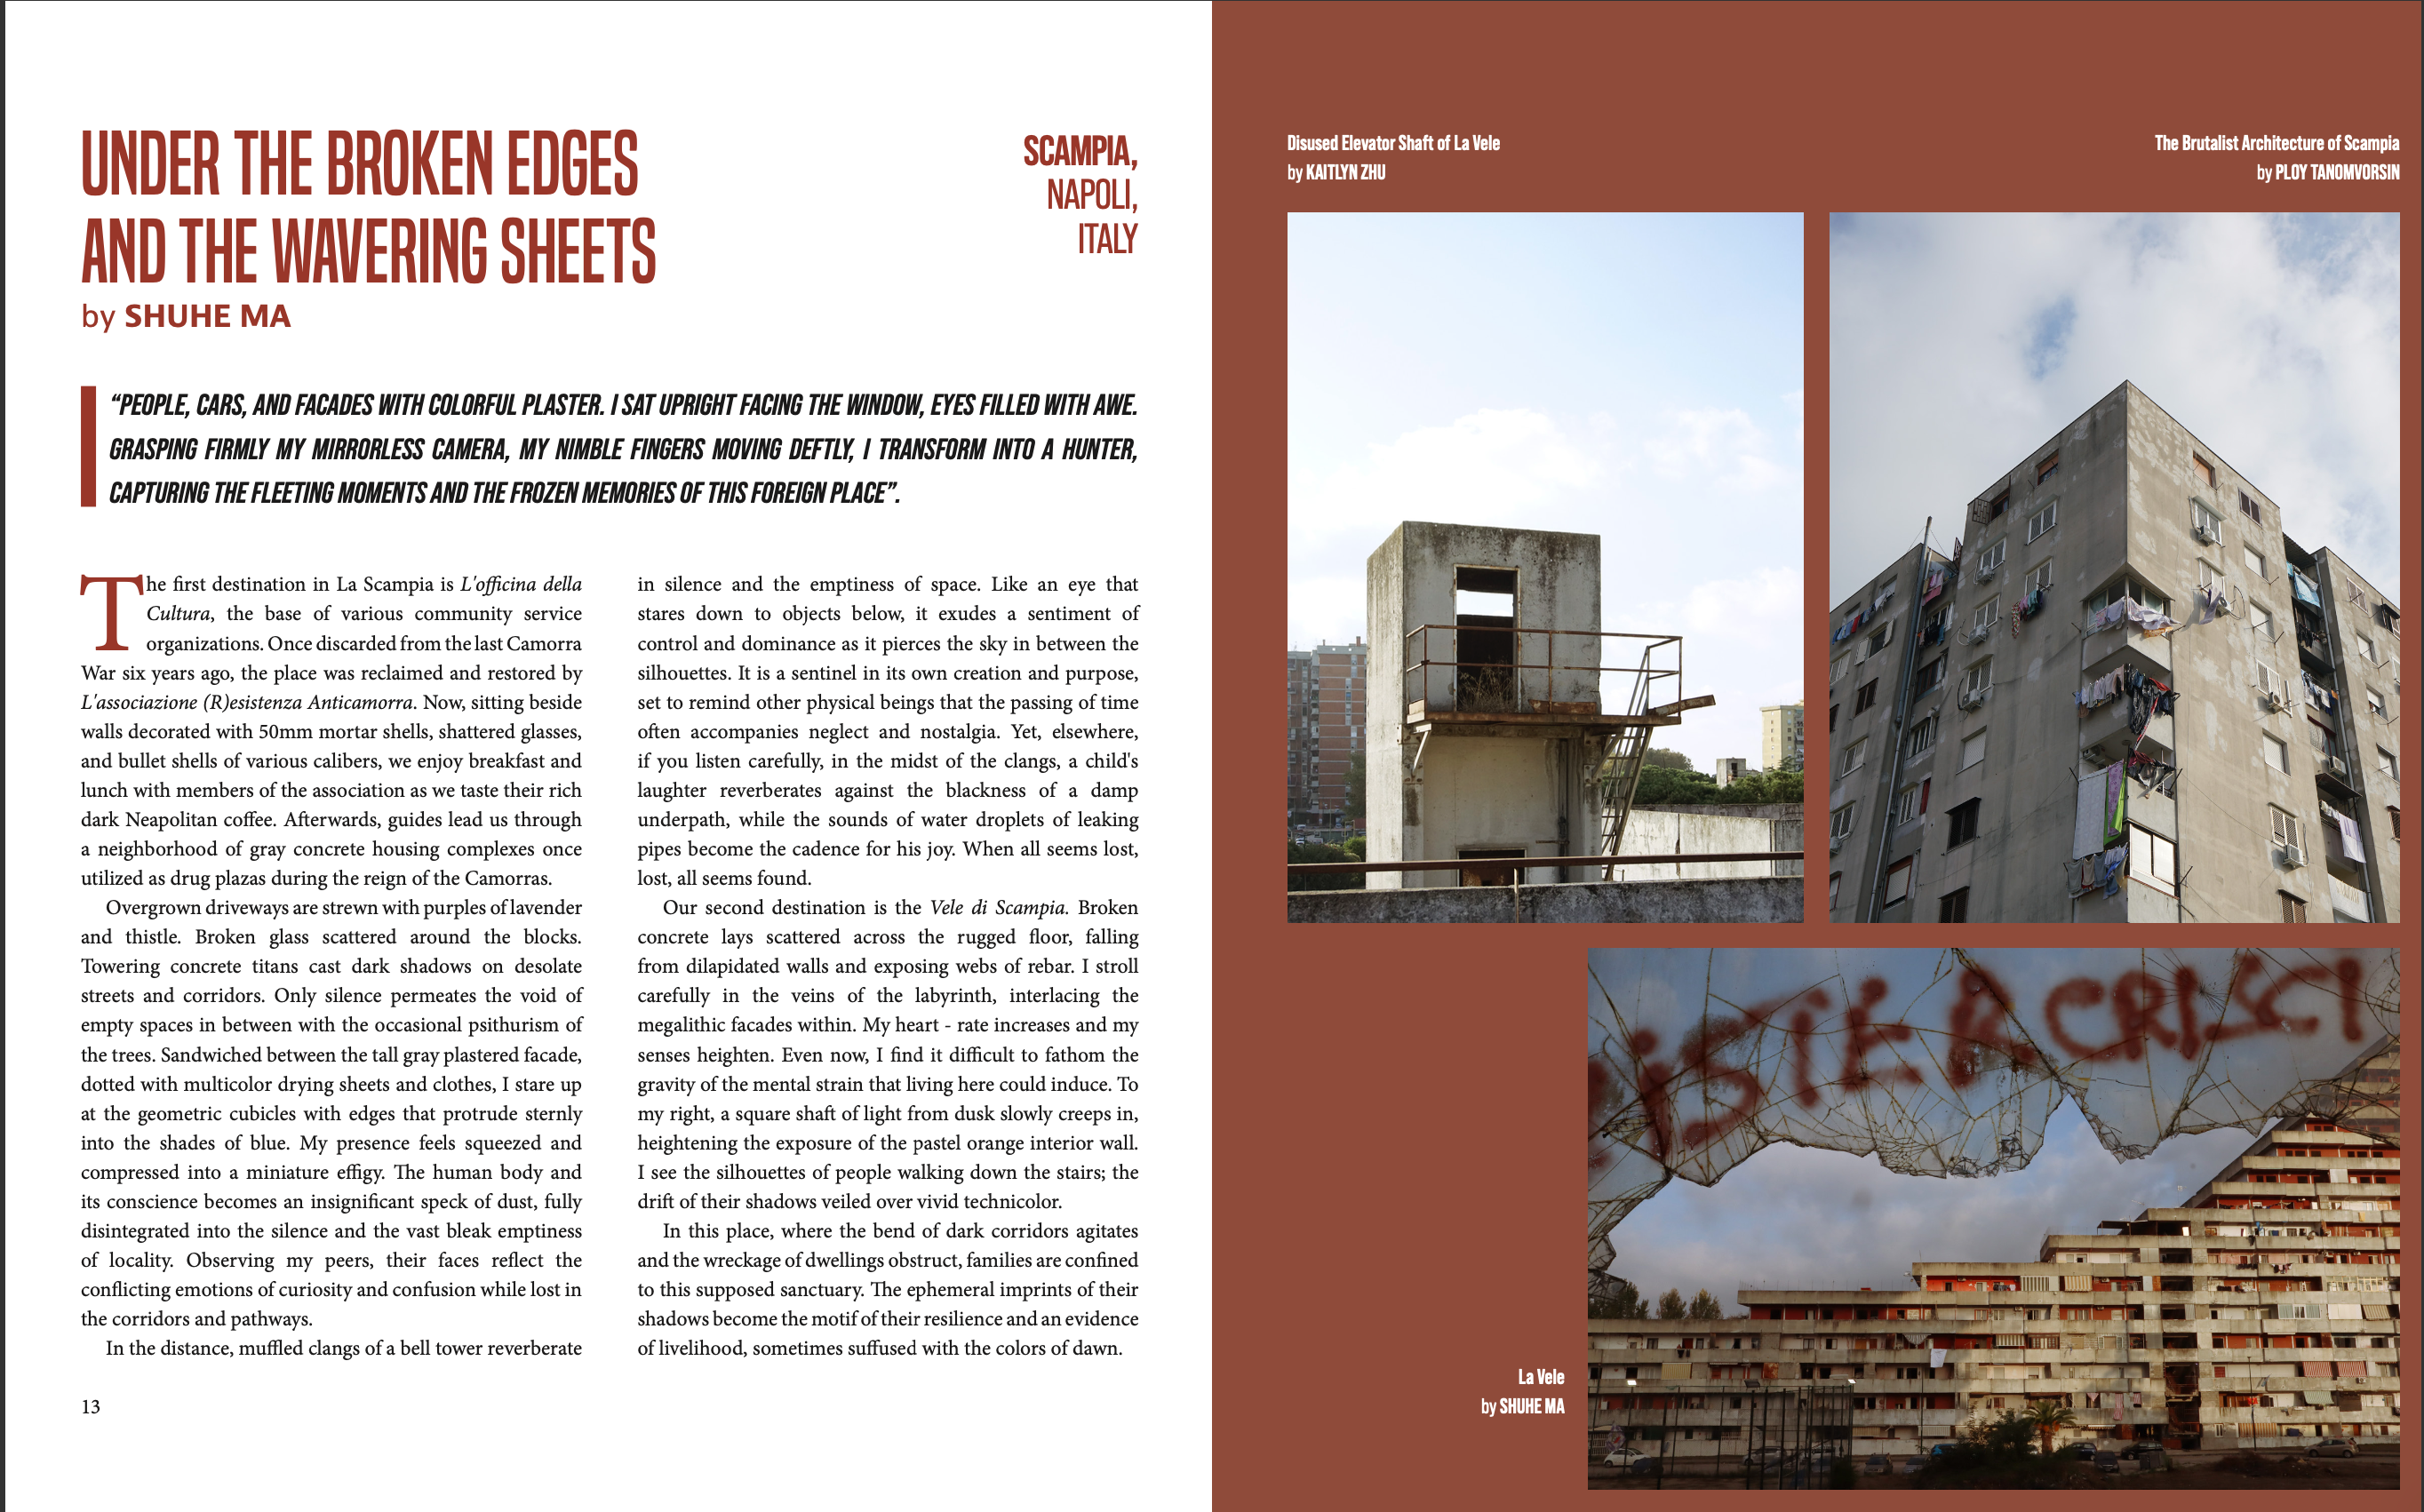 UNDER THE BROKEN EDGES
AND THE WAVERING SHEETS
by SHUHE MA
SCAMPIA,
NAPOLI,
ITALY
“PEOPLE, CARS, AND FACADES WITH COLORFUL PLASTER. I SAT UPRIGHT FACING THE WINDOW, EYES FILLED WITH AWE.
GRASPING FIRMLY MY MIRRORLESS CAMERA, MY NIMBLE FINGERS MOVING DEFTLY, I TRANSFORM INTO A HUNTER,
CAPTURING THE FLEETING MOMENTS AND THE FROZEN MEMORIES OF THIS FOREIGN PLACE”.
The first destination in La Scampia is L'officina della
Cultura, the base of various community service
organizations. Once discarded from the last Camorra
War six years ago, the place was reclaimed and restored by
L'associazione (R)esistenza Anticamorra. Now, sitting beside
walls decorated with 50mm mortar shells, shattered glasses,
and bullet shells of various calibers, we enjoy breakfast and
lunch with members of the association as we taste their rich
dark Neapolitan coffee. Afterwards, guides lead us through
a neighborhood of gray concrete housing complexes once
utilized as drug plazas during the reign of the Camorras.
Overgrown driveways are strewn with purples of lavender
and thistle. Broken glass scattered around the blocks.
Towering concrete titans cast dark shadows on desolate
streets and corridors. Only silence permeates the void of
empty spaces in between with the occasional psithurism of
the trees. Sandwiched between the tall gray plastered facade,
dotted with multicolor drying sheets and clothes, I stare up
at the geometric cubicles with edges that protrude sternly
into the shades of blue. My presence feels squeezed and
compressed into a miniature effigy. The human body and
its conscience becomes an insignificant speck of dust, fully
disintegrated into the silence and the vast bleak emptiness
of locality. Observing my peers, their faces reflect the
conflicting emotions of curiosity and confusion while lost in
the corridors and pathways.
In the distance, muffled clangs of a bell tower reverberate
in silence and the emptiness of space. Like an eye that
stares down to objects below, it exudes a sentiment of
control and dominance as it pierces the sky in between the
silhouettes. It is a sentinel in its own creation and purpose,
set to remind other physical beings that the passing of time
often accompanies neglect and nostalgia. Yet, elsewhere,
if you listen carefully, in the midst of the clangs, a child's
laughter reverberates against the blackness of a damp
underpath, while the sounds of water droplets of leaking
pipes become the cadence for his joy. When all seems lost,
lost, all seems found.
Our second destination is the Vele di Scampia. Broken
concrete lays scattered across the rugged floor, falling
from dilapidated walls and exposing webs of rebar. I stroll
carefully in the veins of the labyrinth, interlacing the
megalithic facades within. My heart - rate increases and my
senses heighten. Even now, I find it difficult to fathom the
gravity of the mental strain that living here could induce. To
my right, a square shaft of light from dusk slowly creeps in,
heightening the exposure of the pastel orange interior wall.
I see the silhouettes of people walking down the stairs; the
drift of their shadows veiled over vivid technicolor.
In this place, where the bend of dark corridors agitates
and the wreckage of dwellings obstruct, families are confined
to this supposed sanctuary. The ephemeral imprints of their
shadows become the motif of their resilience and an evidence
of livelihood, sometimes suffused with the colors of dawn.
13
Disused Elevator Shaft of La Vele
by KAITLYN ZHU
The Brutalist Architecture of Scampia
by PLOY TANOMVORSIN
La Vele
by SHUHE MA